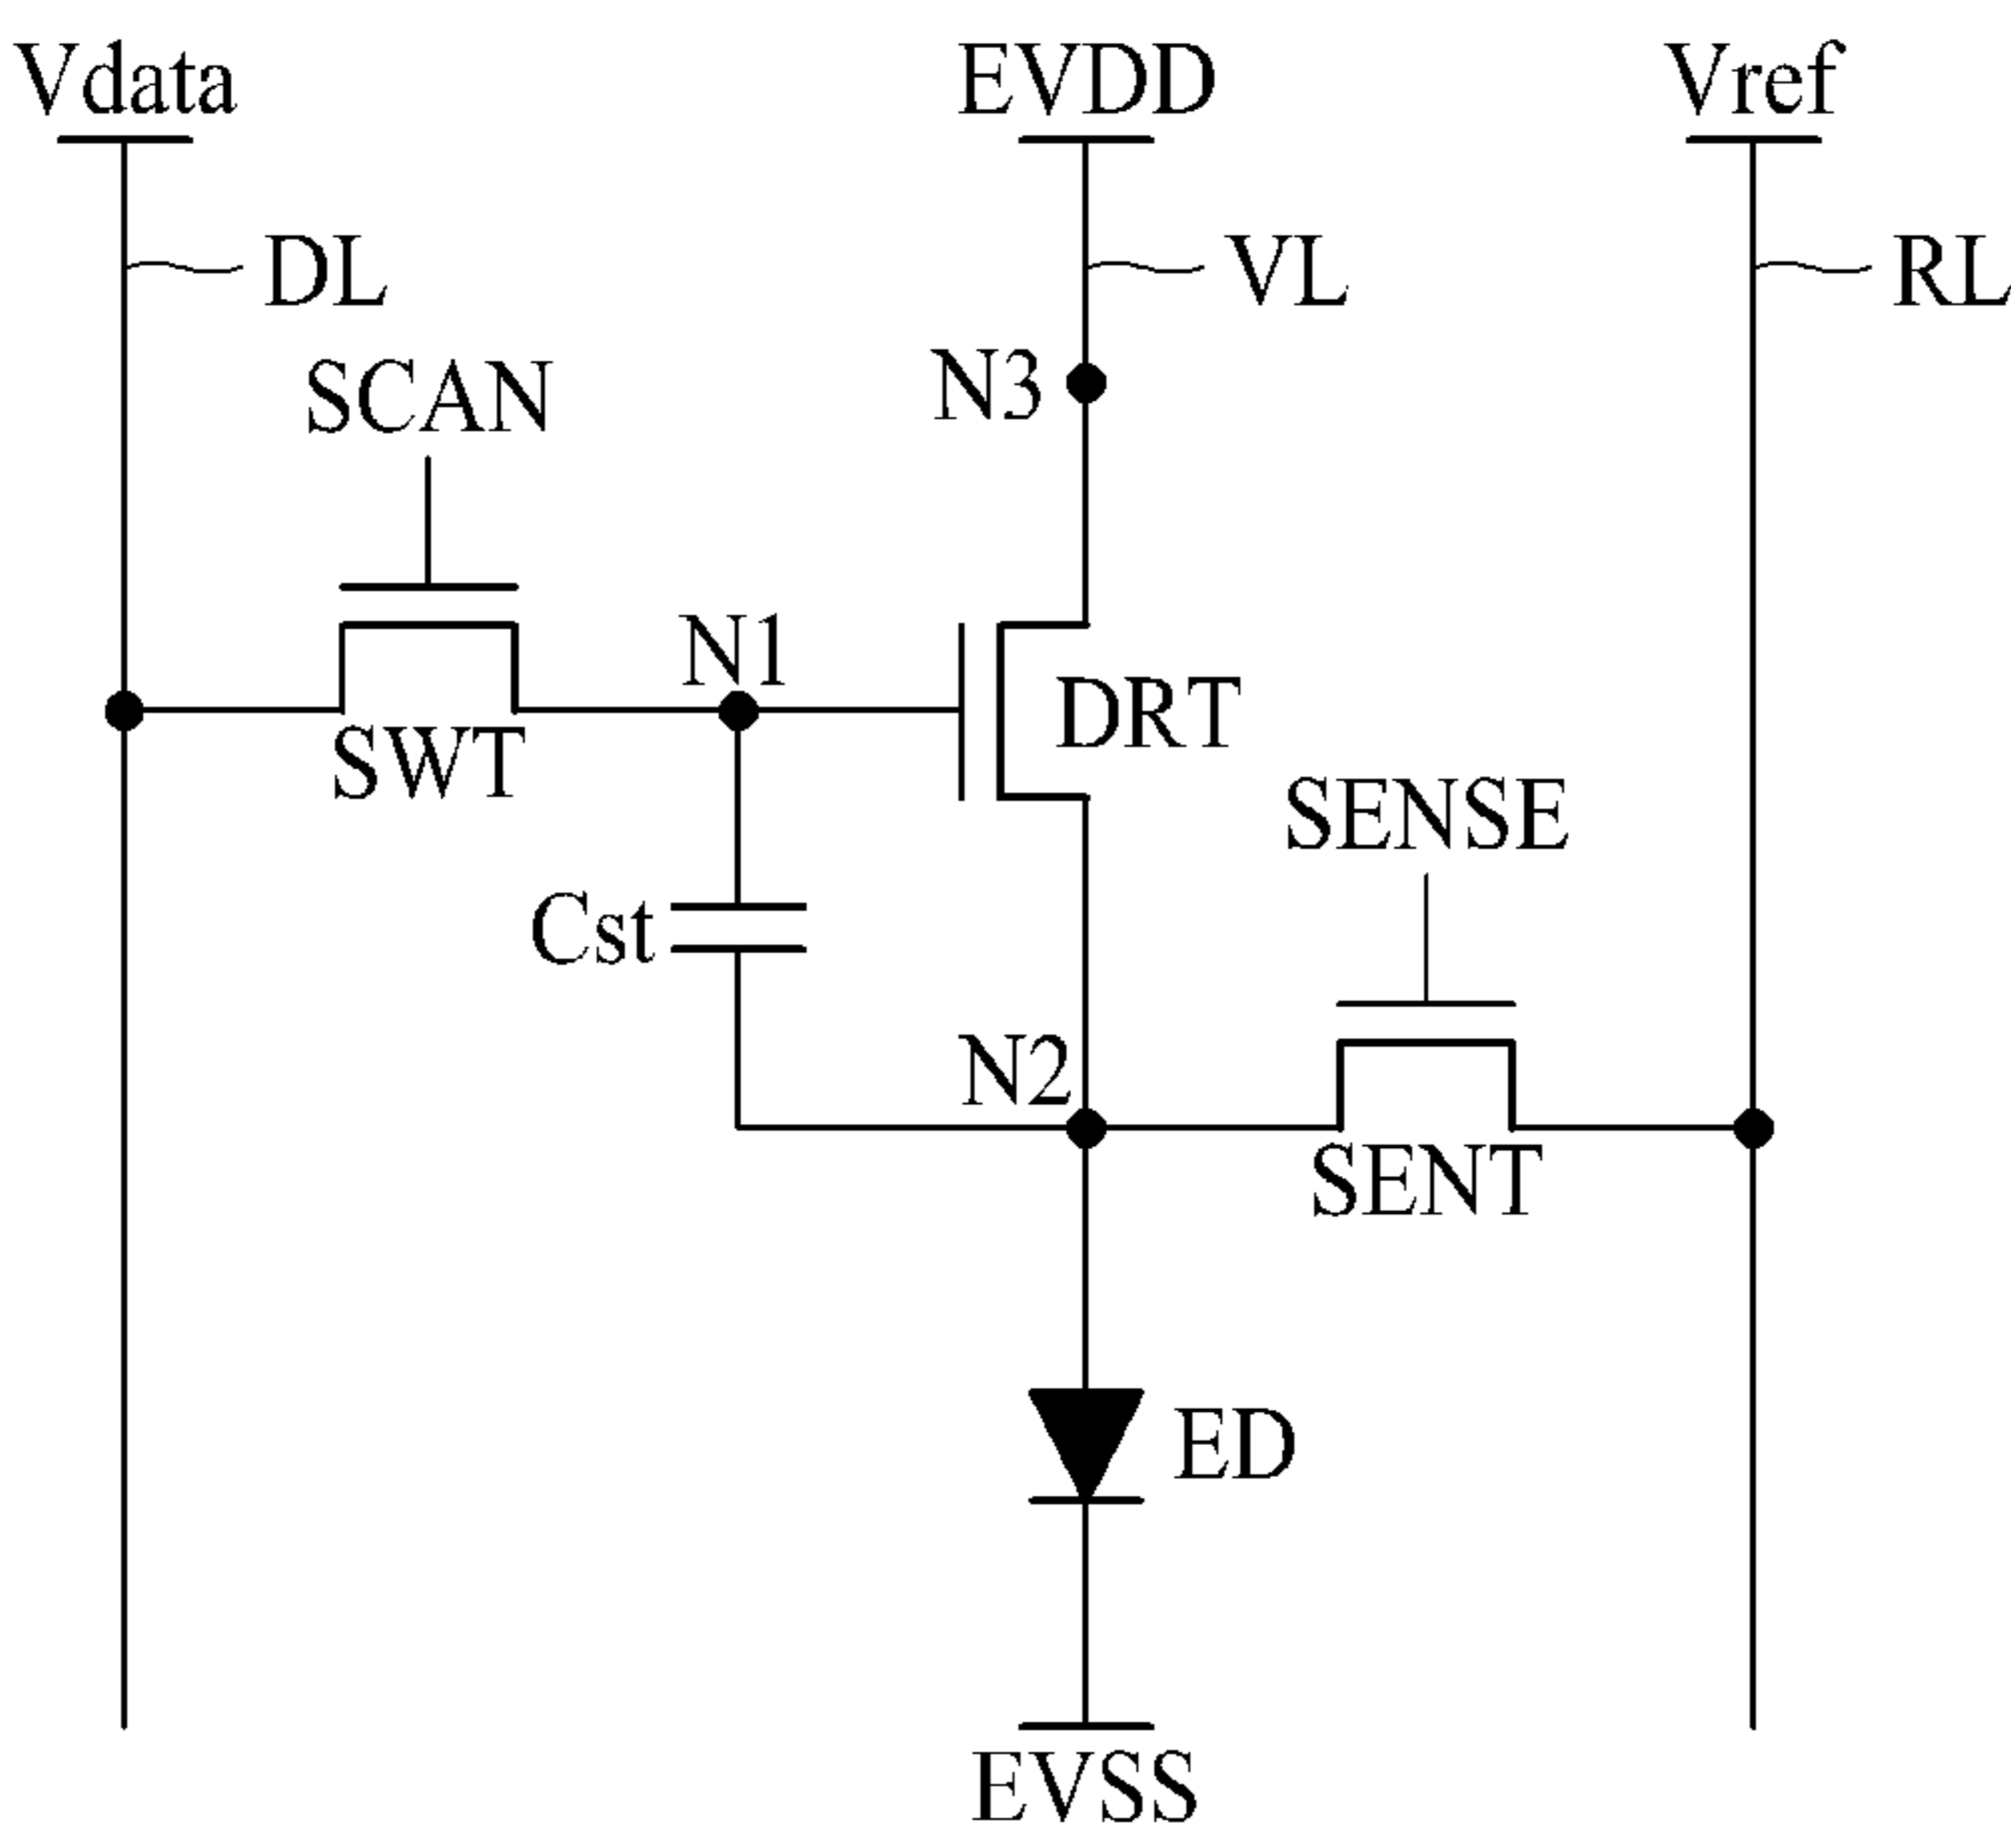 Vdata
EVDD
Vref
DL
VL
RL
SCAN
N3
N1
DRT
SWT
SENSE
Cst
N2
SENT
ED
EVSS